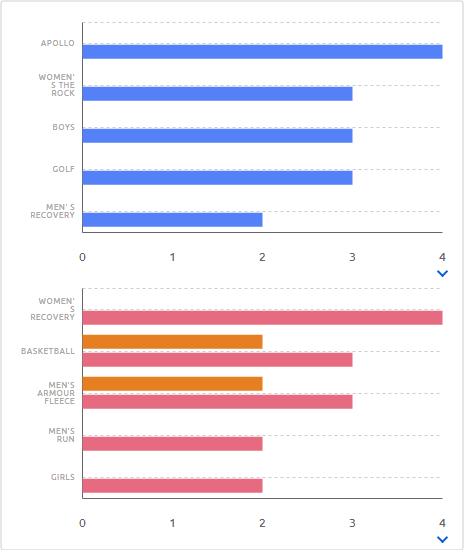 APOLLO
WOMEN'
S THE
ROCK
BOYS
GOLF
MEN' S
RECOVERY
0 1 2 3 4
WOMEN'
S
RECOVERY
BASKETBALL
MEN'S
ARMOUR
FLEECE
MEN'S
RUN
GIRLS
0 1 2 3 4